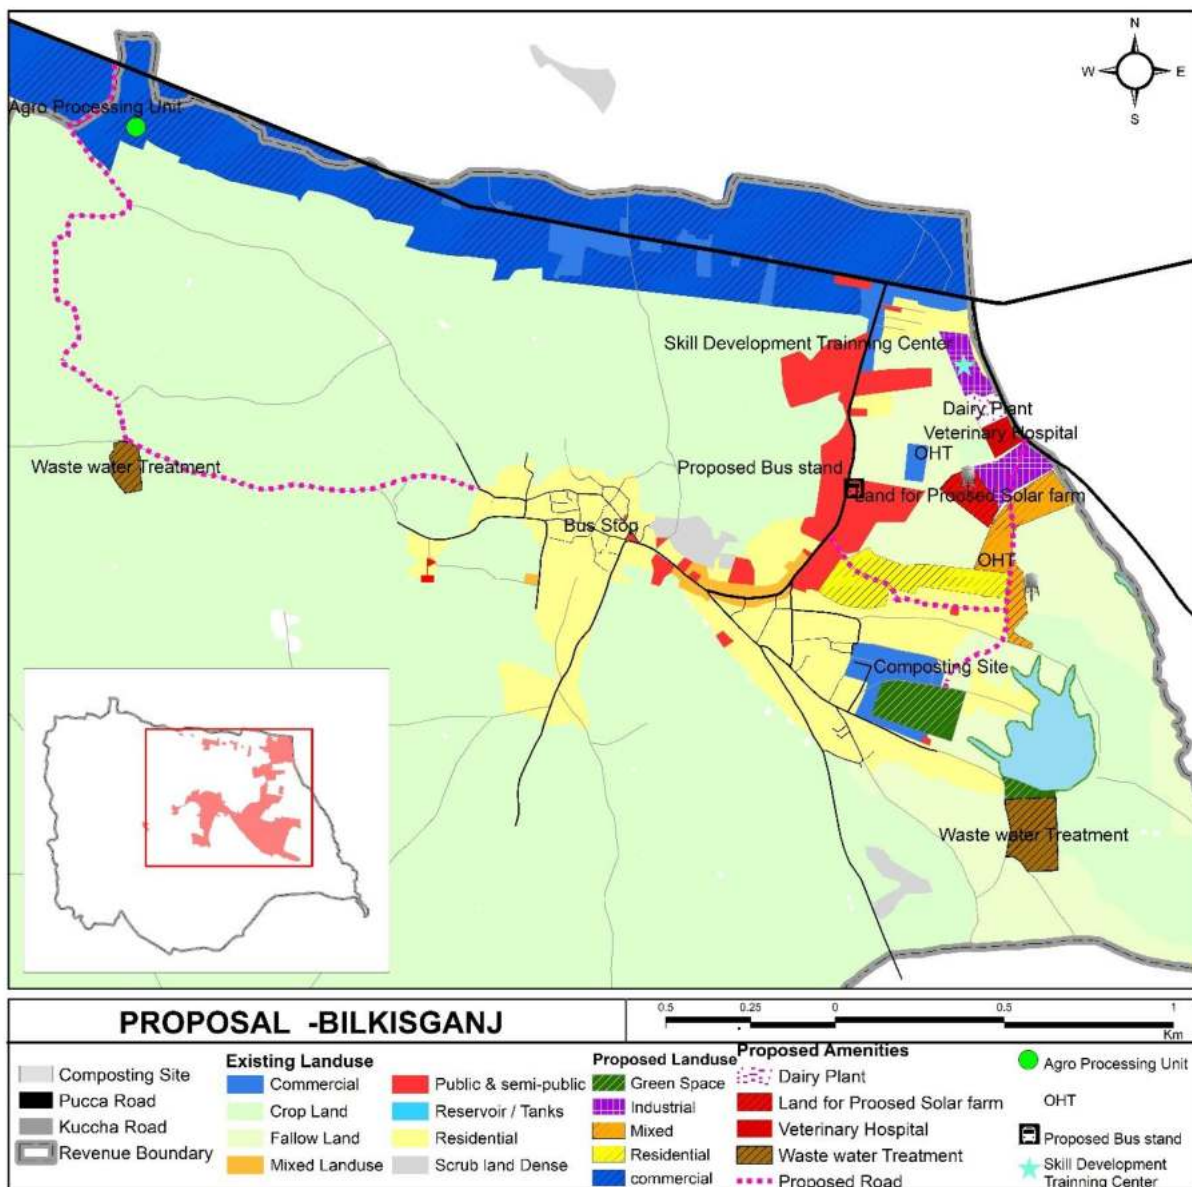 N
W E
S
Agro Processing Unit
Skill Development Trainning Center
Dairy Plant
Veterinary Hospital
OHT
Waste water Treatment
Proposed Bus stand
Land for Proosed Solar farm
Bus Stop
OHT
Composting Site
Waste water Treatment
PROPOSAL -BILKISGANJ
0.5 0.25 0 0.5 1
Km
Composting Site
Pucca Road
Kuccha Road
Revenue Boundary
Existing Landuse
Commercial
Crop Land
Fallow Land
Mixed Landuse
Public & semi-public
Reservoir / Tanks
Residential
Scrub land Dense
Proposed Landuse
Green Space
Industrial
Mixed
Residential
commercial
Proposed Amenities
Dairy Plant
Land for Proosed Solar farm
Veterinary Hospital
Waste water Treatment
Proposed Road
Agro Processing Unit
OHT
Proposed Bus stand
Skill Development
Trainning Center